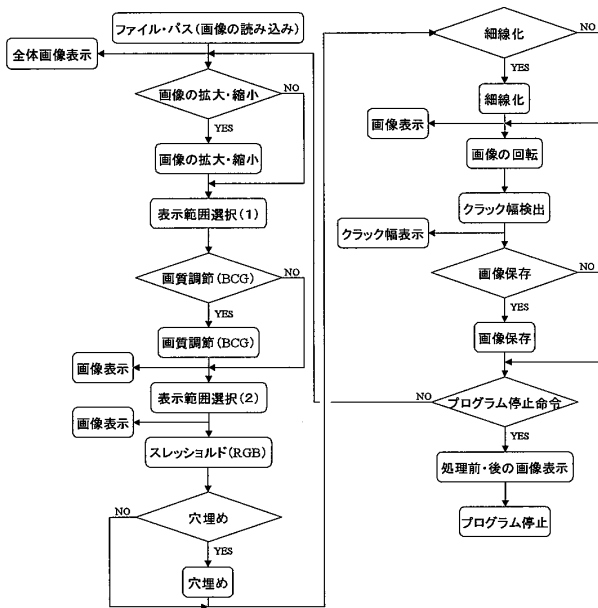 ファイル・パス(画像の読み込み)
全体画像表示
画像の拡大・縮小
NO
YES
画像の拡大・縮小
表示範囲選択(1)
画質調節(BCG)
NO
YES
画質調節(BCG)
画像表示
表示範囲選択(2)
画像表示
スレッショルド(RGB)
NO
穴埋め
YES
穴埋め
細線化
NO
YES
細線化
画像表示
画像の回転
クラック幅検出
クラック幅表示
画像保存
NO
YES
画像保存
NO
プログラム停止命令
YES
処理前・後の画像表示
プログラム停止